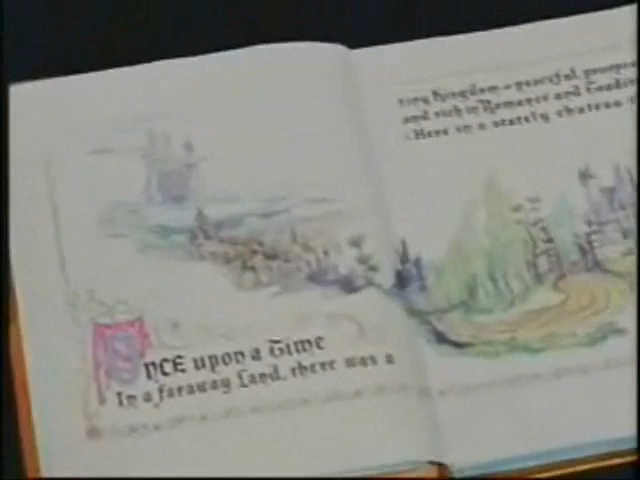 Once upon a Time
In a faraway Land, there was a
tiny kingdom - peaceful,
and rich in Romance and
Here in a stately chateau